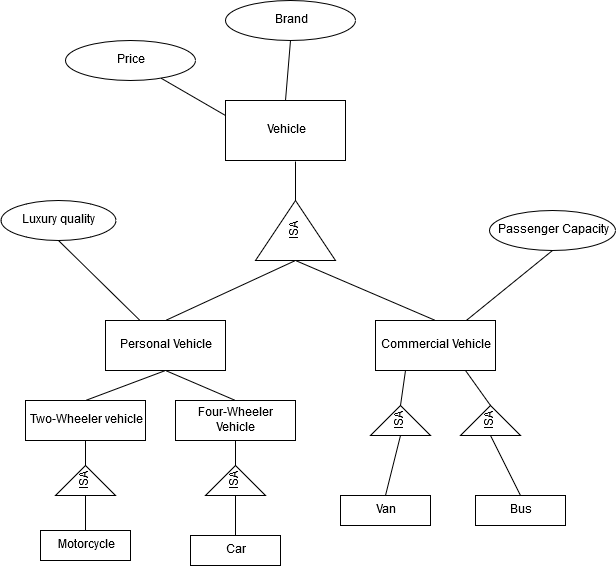 Brand
Price
Vehicle
ISA
Luxury quality
Passenger Capacity
Personal Vehicle
Commercial Vehicle
Two-Wheeler vehicle
Four-Wheeler
Vehicle
ISA
ISA
ISA
ISA
Van
Bus
Motorcycle
Car